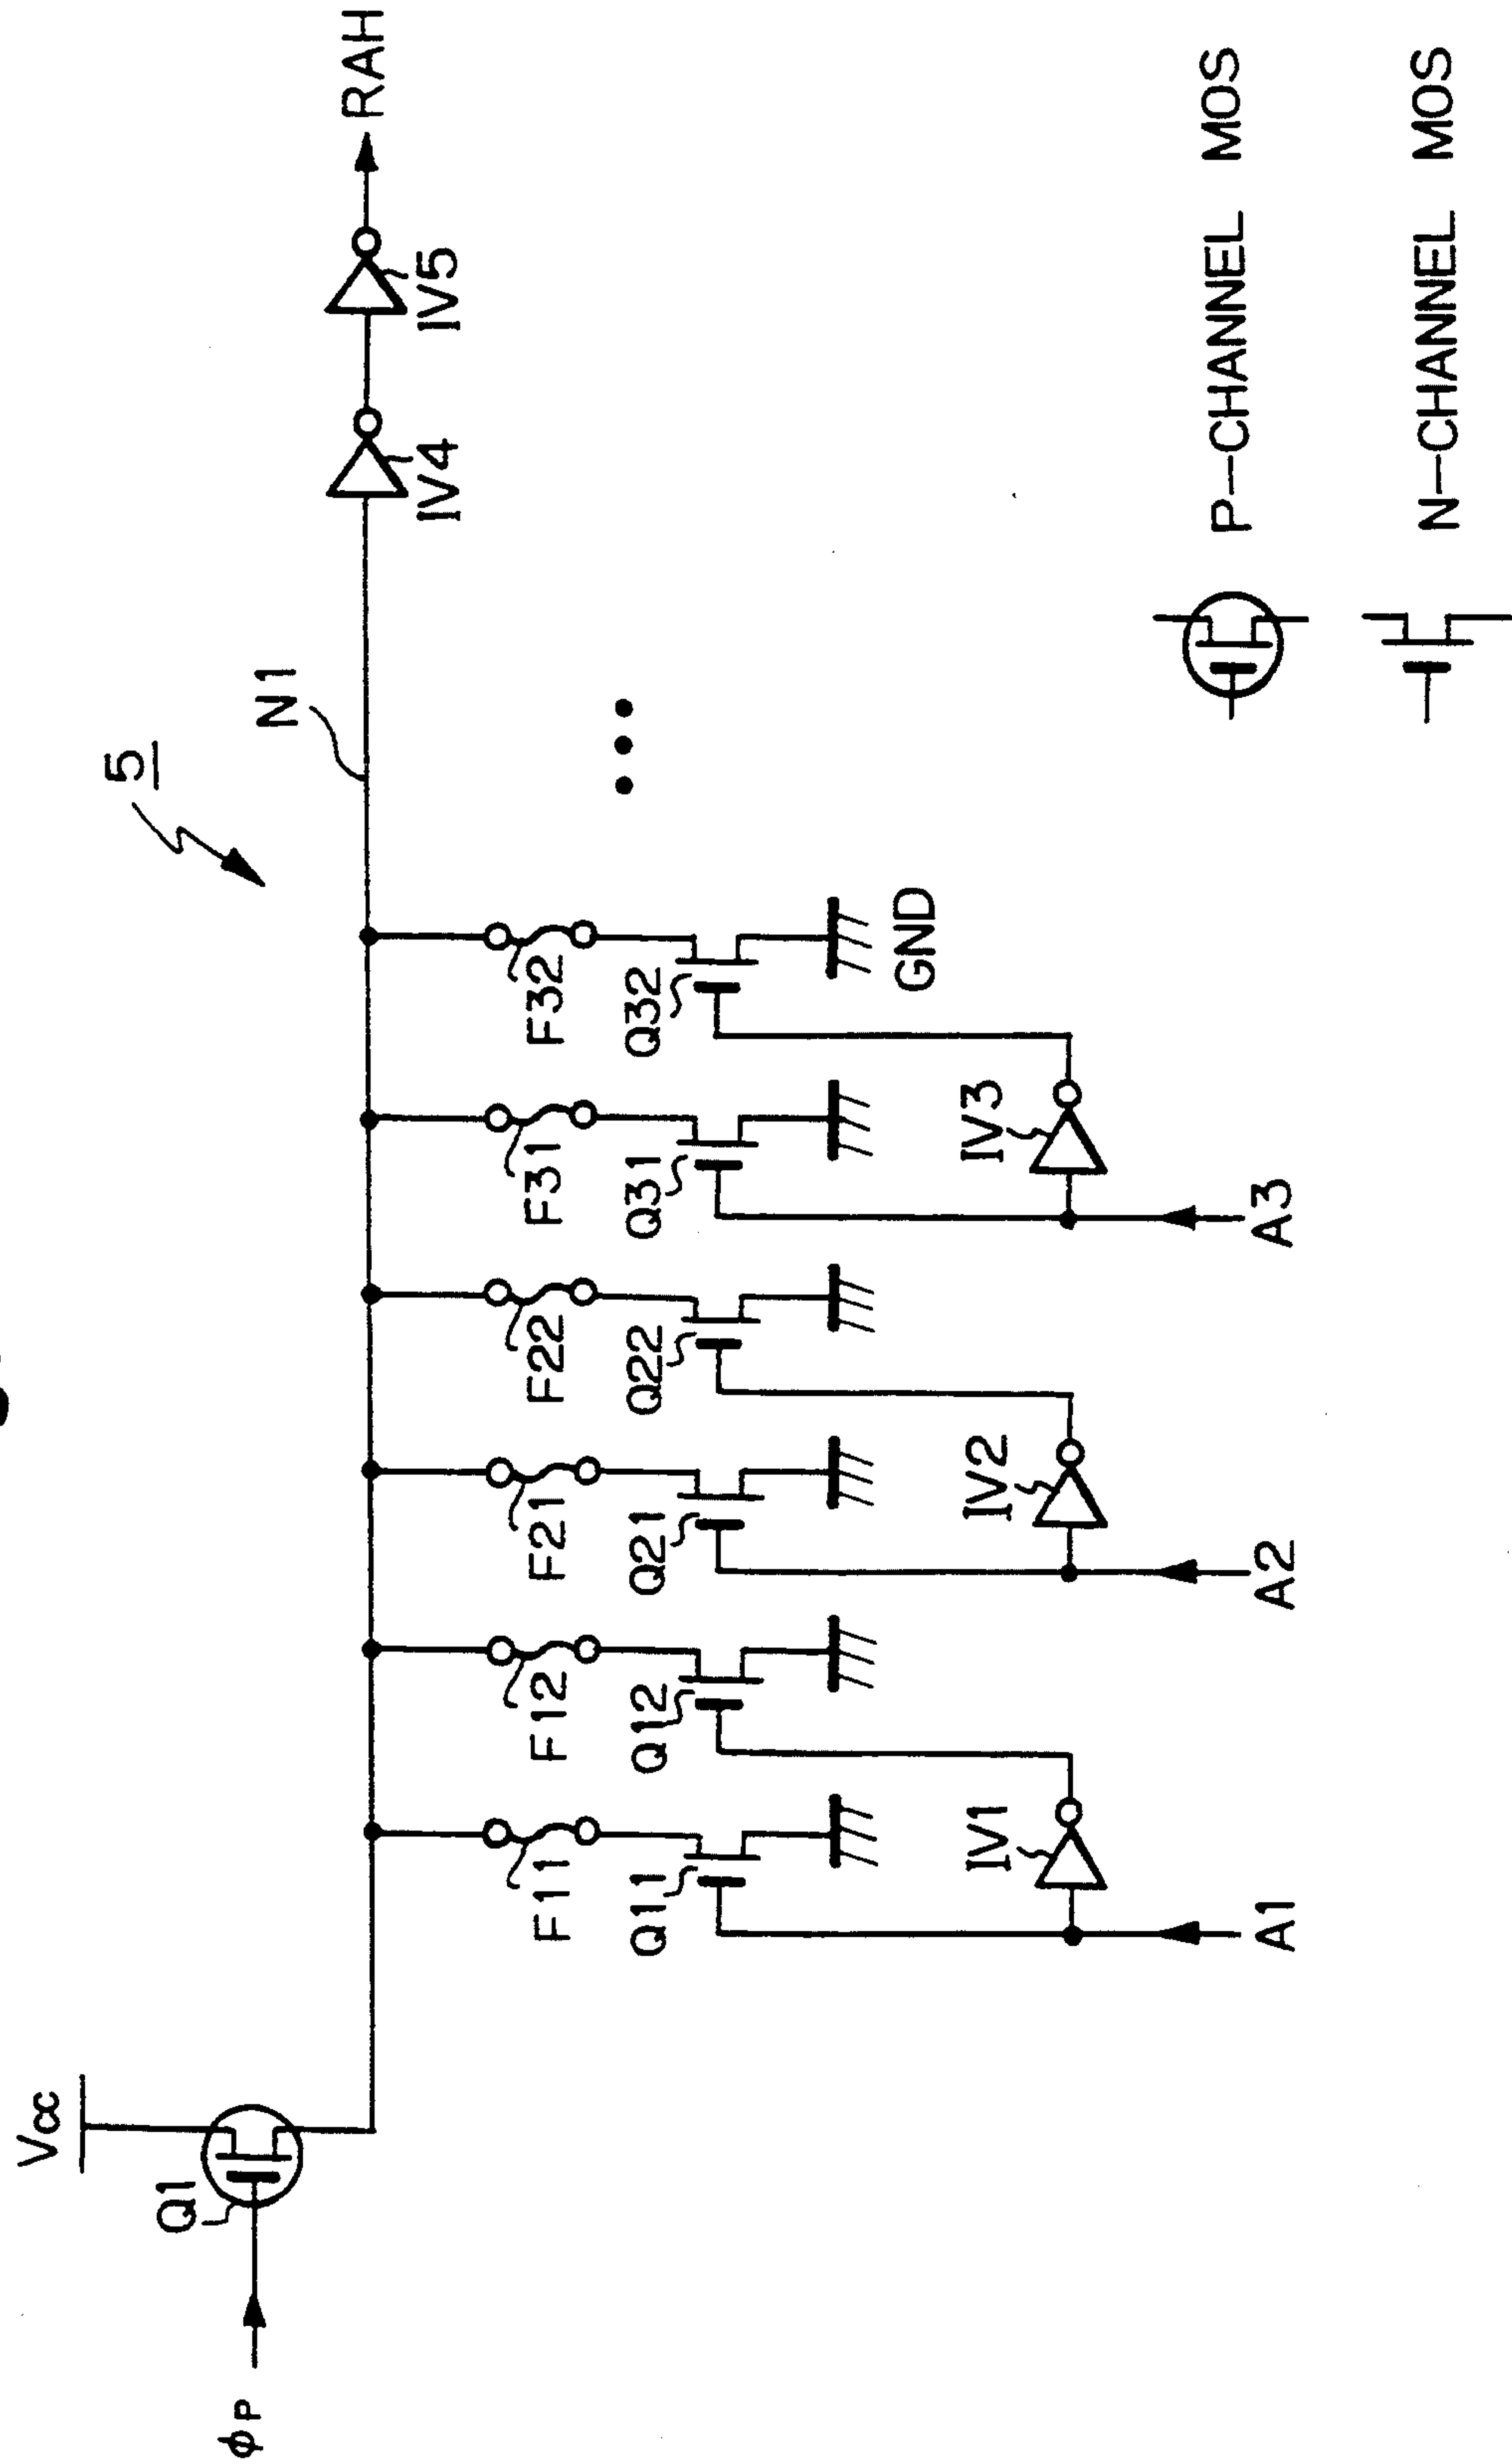 5
Vcc
Q1
φP
N1
IV4
IV5
RAH
F11
F12
F21
F22
F31
F32
Q11
Q12
Q21
Q22
Q31
Q32
GND
IV1
IV2
IV3
A1
A2
A3
P-CHANNEL MOS
N-CHANNEL MOS